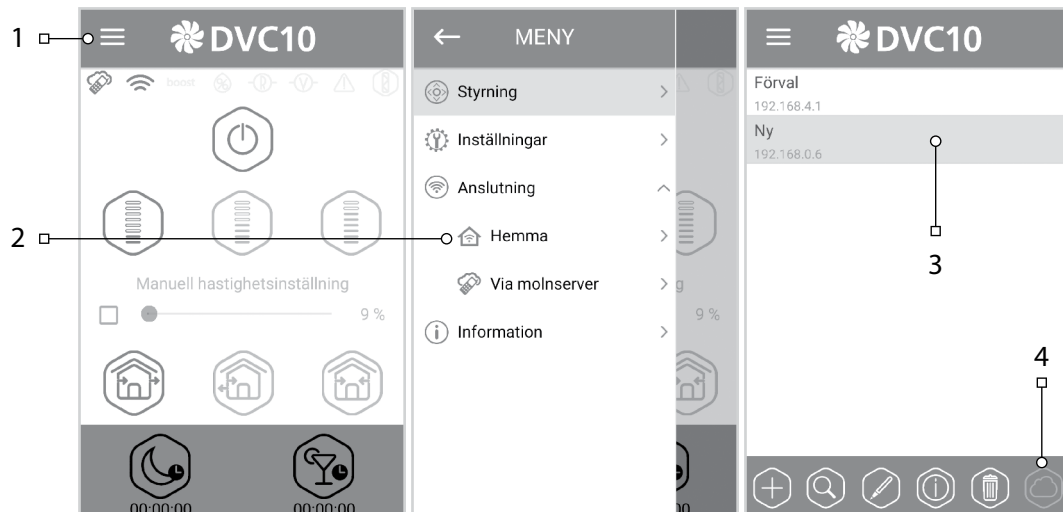 1
DVC10
boost
Manuell hastighetsinställning
9 %
00:00:00
00:00:00
2
MENY
Styrning
Inställningar
Anslutning
Hemma
Via molnserver
Information
g
9 %
00
DVC10
Förval
192.168.4.1
Ny
192.168.0.6
3
4